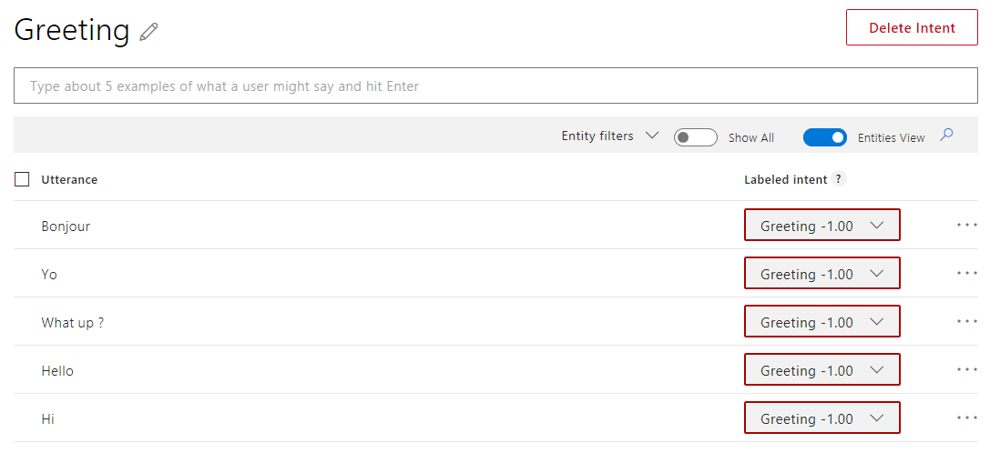 Greeting
Delete Intent
Type about 5 examples of what a user might say and hit Enter
Entity filters Show All Entities View
Utterance Labeled intent ?
Bonjour Greeting -1.00
Yo Greeting -1.00
What up ? Greeting -1.00
Hello Greeting -1.00
Hi Greeting -1.00